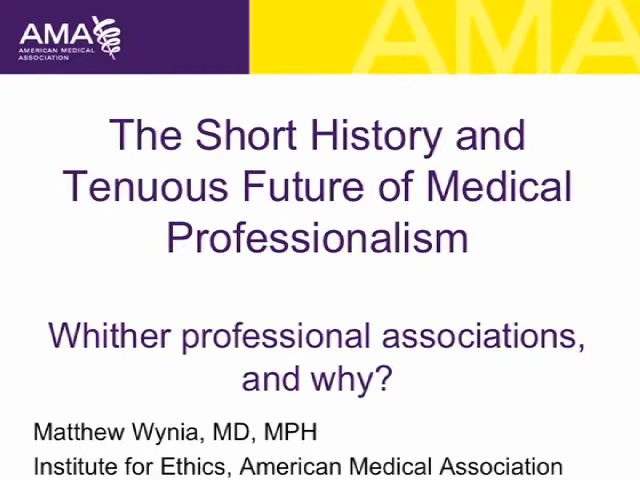 AMA
AMERICAN MEDICAL
ASSOCIATION
AMA
The Short History and
Tenuous Future of Medical
Professionalism
Whither professional associations,
and why?
Matthew Wynia, MD, MPH
Institute for Ethics, American Medical Association